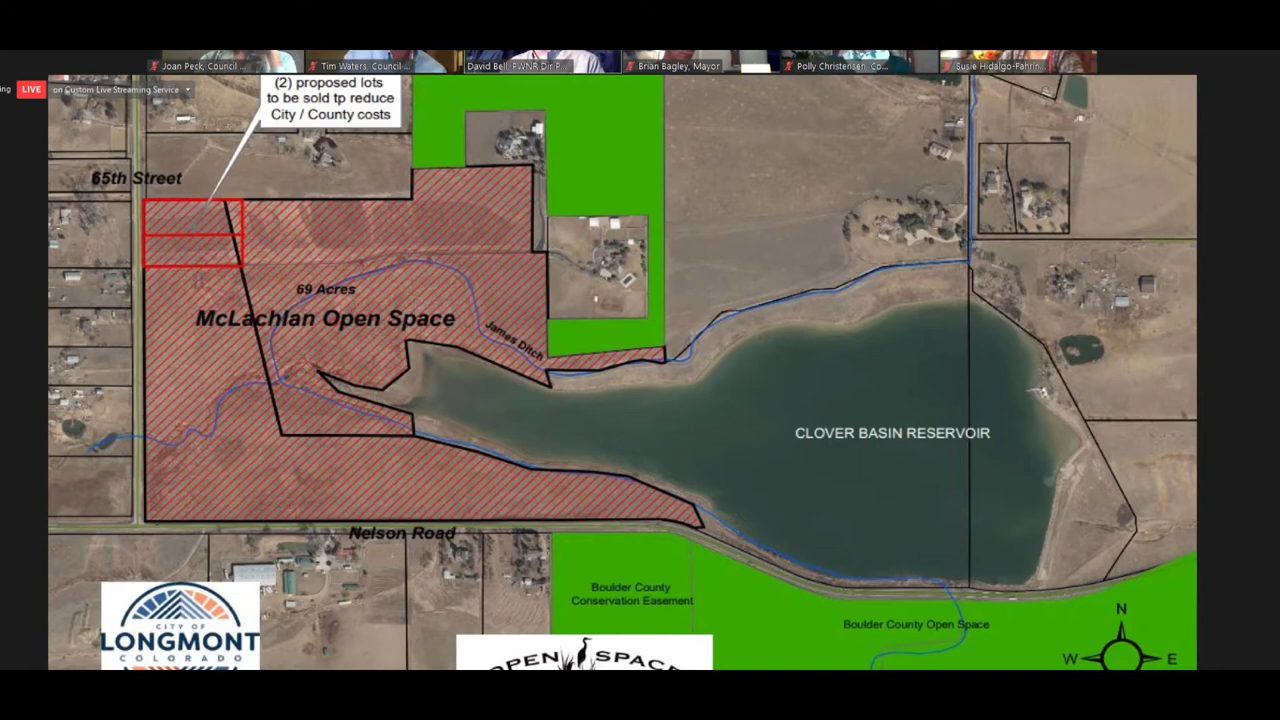 Joan Peck, Council ...
Tim Waters, Council ...
David Bell, PWNR Dir P...
Brian Bagley, Mayor
Polly Christensen, Co...
Susie Hidalgo-Fahrin...
ng
LIVE
on Custom Live Streaming Service
(2) proposed lots
to be sold tp reduce
City / County costs
65th Street
69 Acres
McLachlan Open Space
James Ditch
CLOVER BASIN RESERVOIR
Nelson Road
Boulder County
Conservation Easement
Boulder County Open Space
CITY OF
LONGMONT
COLORADO
OPEN SPACE
N
W
E